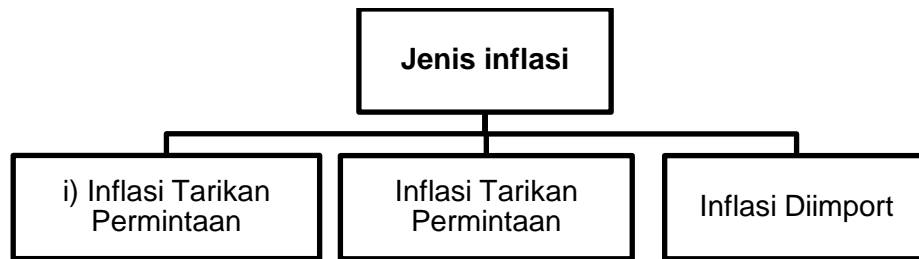 Jenis inflasi
i) Inflasi Tarikan
Permintaan
Inflasi Tarikan
Permintaan
Inflasi Diimport